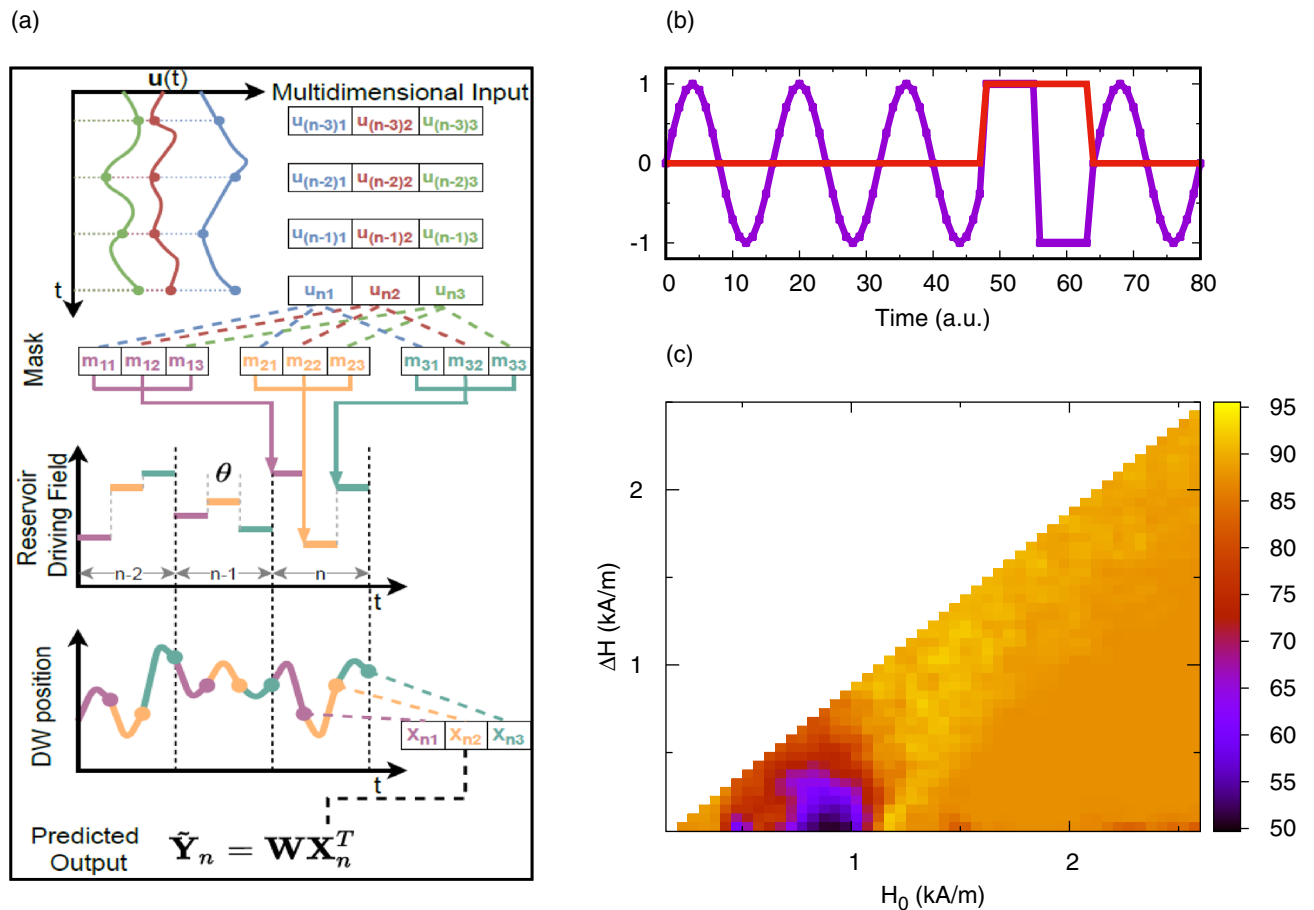 (a)
u(t)
Multidimensional Input
u(n-3)1 u(n-3)2 u(n-3)3
u(n-2)1 u(n-2)2 u(n-2)3
u(n-1)1 u(n-1)2 u(n-1)3
t
un1 un2 un3
Mask
m11 m12 m13 m21 m22 m23 m31 m32 m33
Reservoir
Driving Field
θ
n-2 n-1 n
t
DW position
xn1 xn2 xn3
t
Predicted
Output
Ỹn = WXnT
(b)
1
0
-1
0 10 20 30 40 50 60 70 80
Time (a.u.)
(c)
ΔH (kA/m)
2
1
1 2
H0 (kA/m)
95
90
85
80
75
70
65
60
55
50